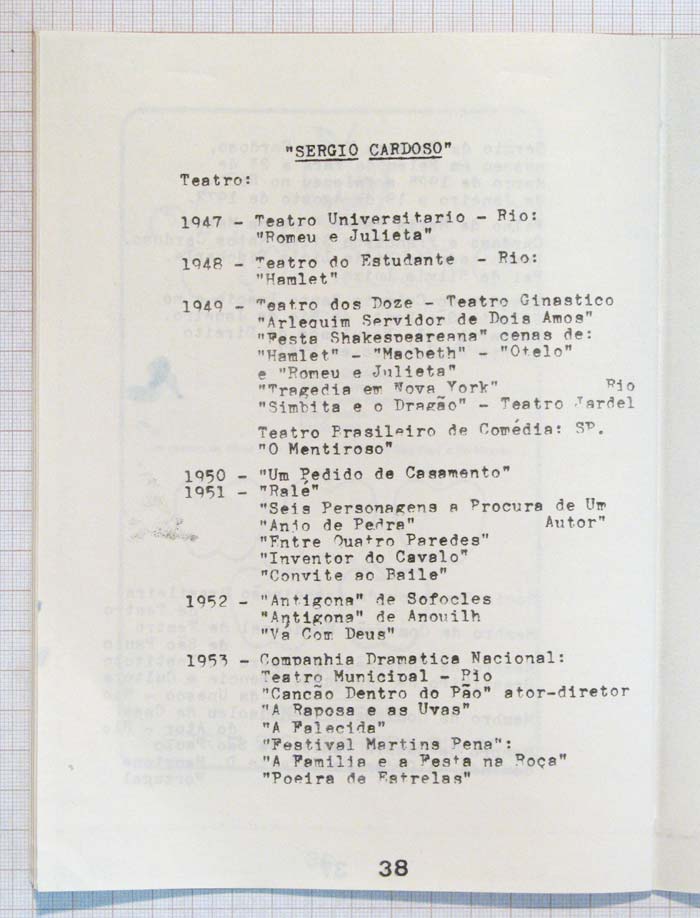 "SERGIO CARDOSO"
Teatro:
1947 - Teatro Universitario - Rio:
"Romeu e Julieta"
1948 - Teatro do Estudante - Rio:
"Hamlet"
1949 - Teatro dos Doze - Teatro Ginastico
"Arlequim Servidor de Dois Amos"
"Festa Shakespeareana" cenas de:
"Hamlet" - "Macbeth" - "Otelo"
e "Romeu e Julieta"
"Tragedia em Nova York" Rio
"Simbita e o Dragão" - Teatro Jardel
Teatro Brasileiro de Comédia: SP.
"O Mentiroso"
1950 - "Um Pedido de Casamento"
1951 - "Ralé"
"Seis Personagens a Procura de Um
"Anjo de Pedra" Autor"
"Entre Quatro Paredes"
"Inventor do Cavalo"
"Convite ao Baile"
1952 - "Antigona" de Sofocles
"Antigona" de Anouilh
"Vá Com Deus"
1953 - Companhia Dramatica Nacional:
Teatro Municipal - Rio
"Canção Dentro do Pão" ator-diretor
"A Raposa e as Uvas"
"A Falecida"
"Festival Martins Pena":
"A Familia e a Festa na Roça"
"Poeira de Estrelas"
38